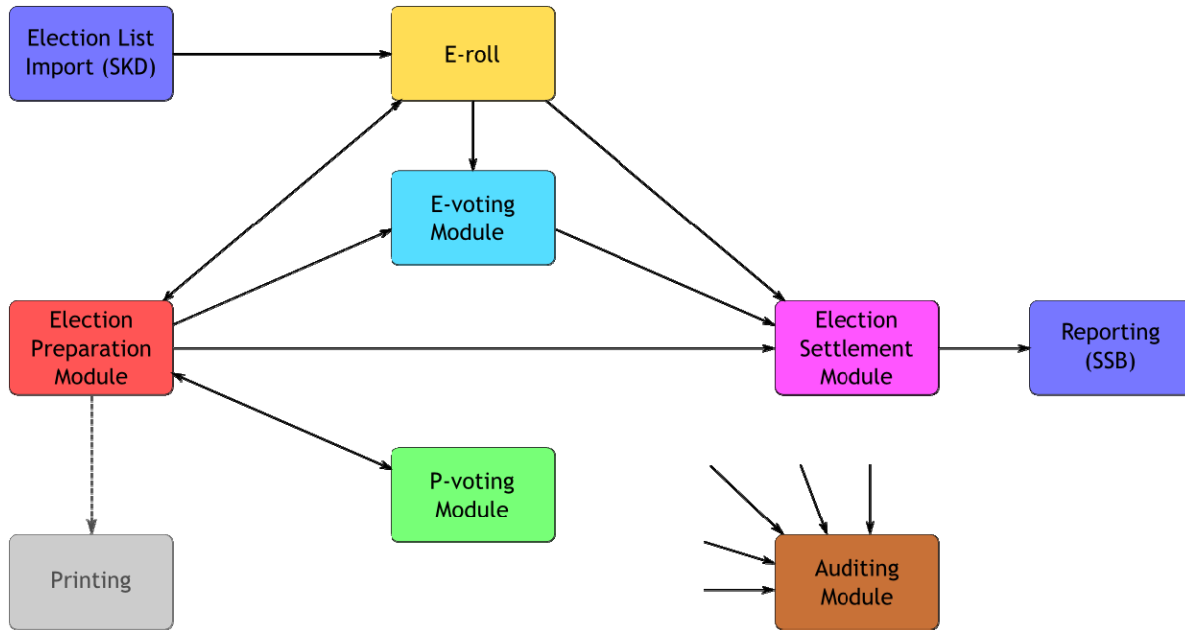 Election List
Import (SKD)
E-roll
E-voting
Module
Election
Preparation
Module
Election
Settlement
Module
Reporting
(SSB)
P-voting
Module
Printing
Auditing
Module